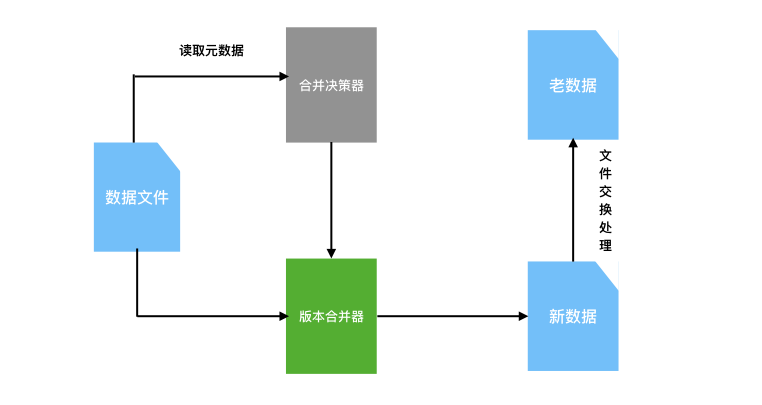 读取元数据
合并决策器
老数据
文件交换处理
数据文件
版本合并器
新数据